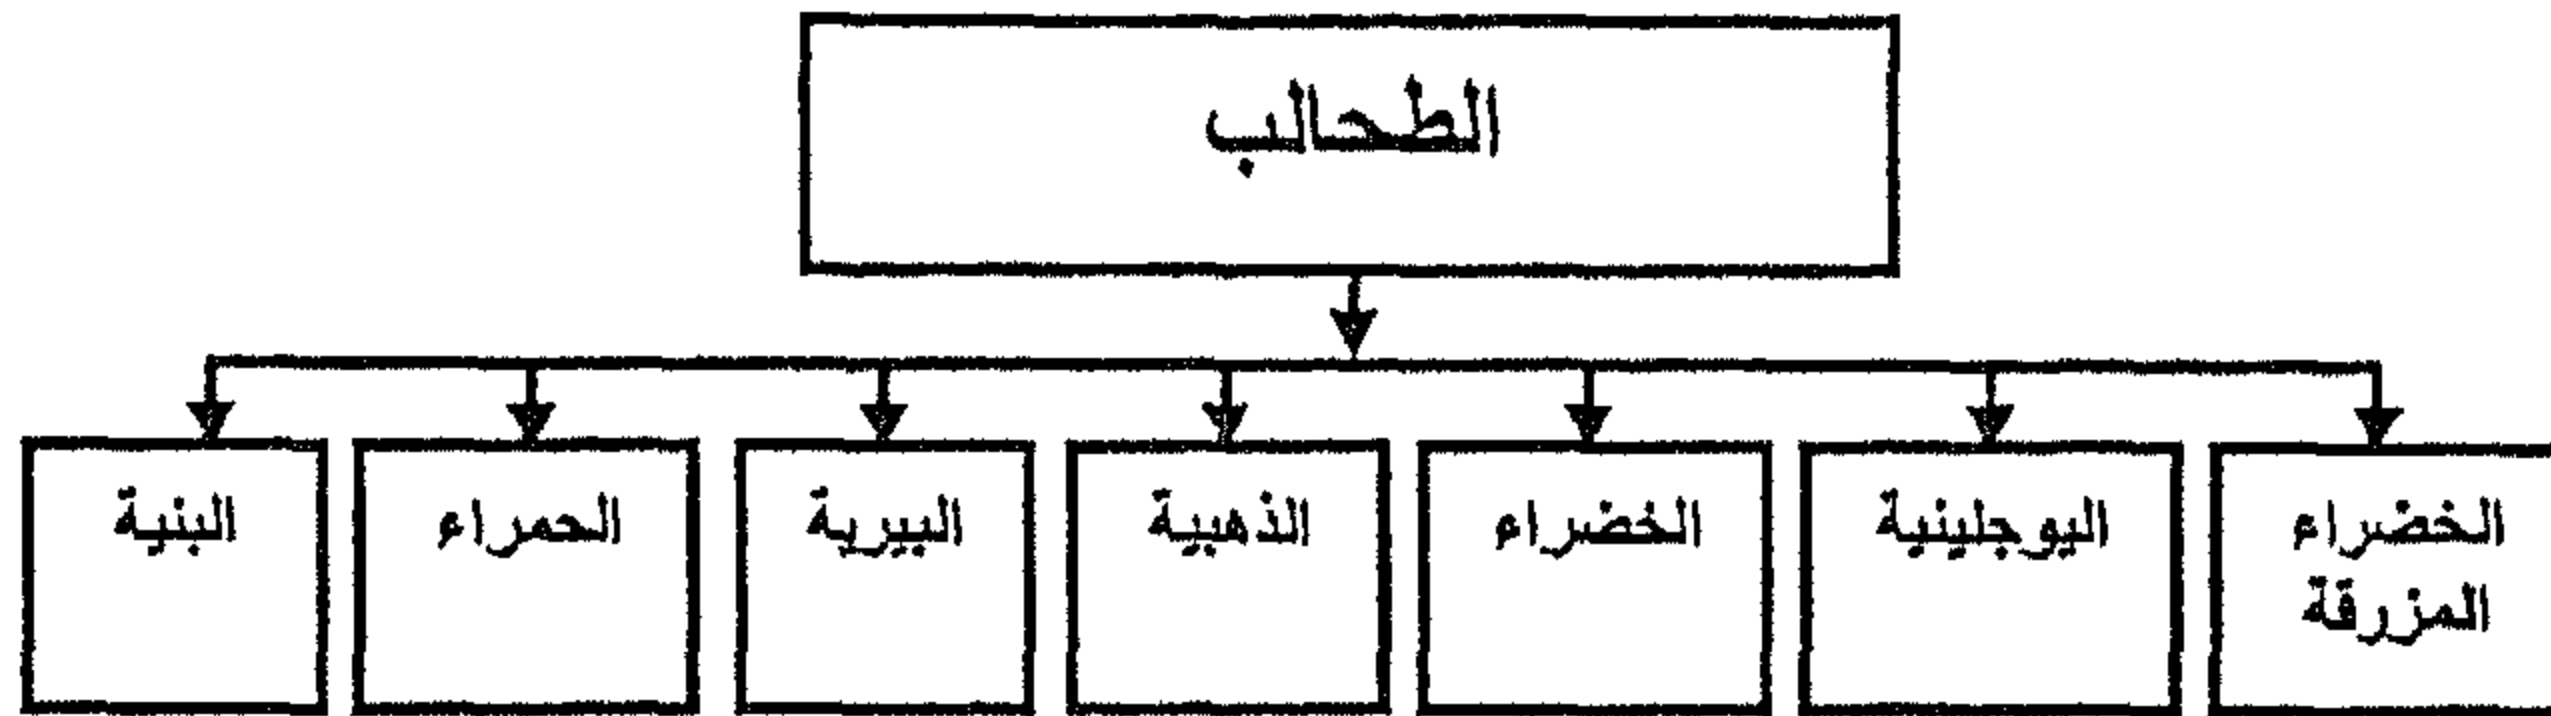 الطحالب
الخضراء
المزرقة
اليوجلينية
الخضراء
الذهبية
البيرية
الحمراء
البنية